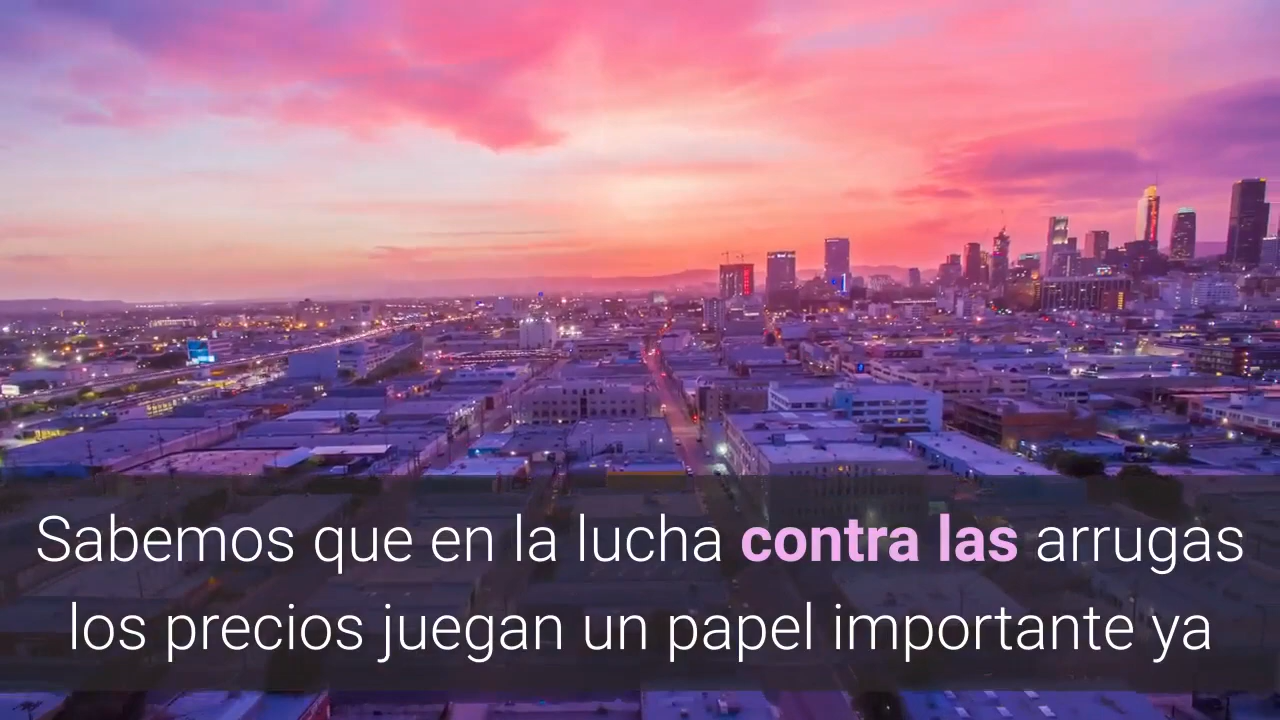 Sabemos que en la lucha contra las arrugas
los precios juegan un papel importante ya